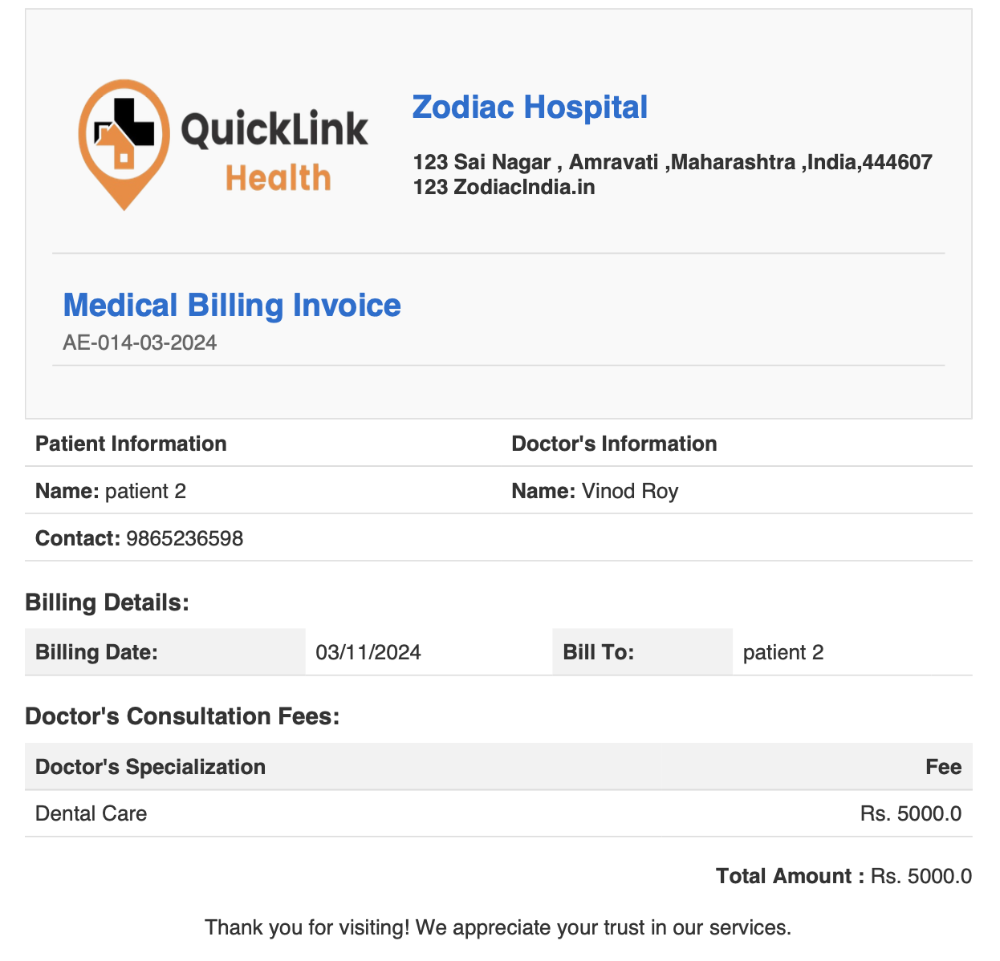 QuickLink
Health
Zodiac Hospital
123 Sai Nagar , Amravati ,Maharashtra ,India,444607
123 ZodiacIndia.in
Medical Billing Invoice
AE-014-03-2024
Patient Information Doctor's Information
Name: patient 2 Name: Vinod Roy
Contact: 9865236598
Billing Details:
Billing Date: 03/11/2024 Bill To: patient 2
Doctor's Consultation Fees:
Doctor's Specialization Fee
Dental Care Rs. 5000.0
Total Amount : Rs. 5000.0
Thank you for visiting! We appreciate your trust in our services.